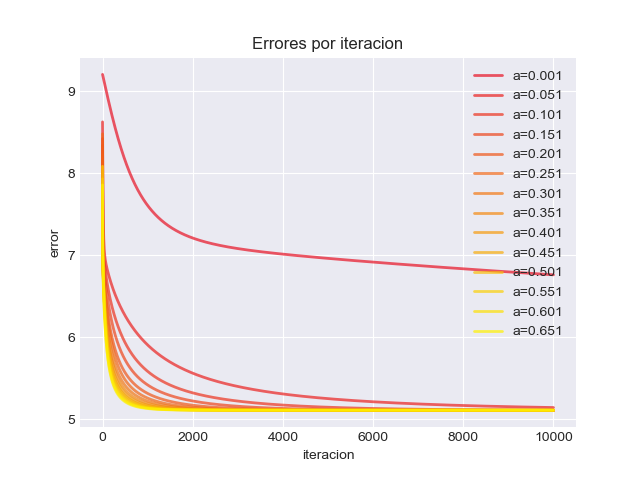 Errores por iteracion
error
9
8
7
6
5
0
2000
4000
6000
8000
10000
iteracion
a=0.001
a=0.051
a=0.101
a=0.151
a=0.201
a=0.251
a=0.301
a=0.351
a=0.401
a=0.451
a=0.501
a=0.551
a=0.601
a=0.651